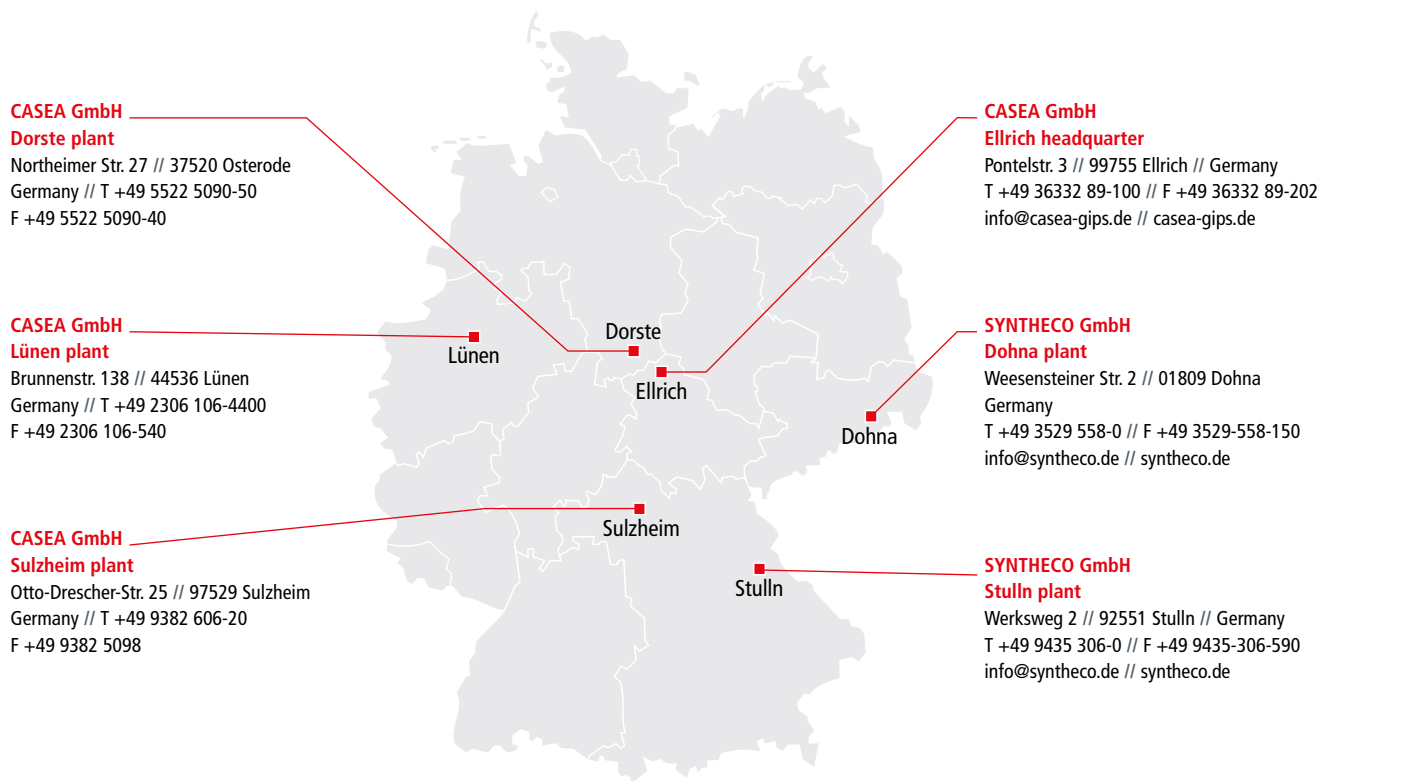 CASEA GmbH
Dorste plant
Northeimer Str. 27 // 37520 Osterode
Germany // T +49 5522 5090-50
F +49 5522 5090-40
CASEA GmbH
Lünen plant
Brunnenstr. 138 // 44536 Lünen
Germany // T +49 2306 106-4400
F +49 2306 106-540
CASEA GmbH
Sulzheim plant
Otto-Drescher-Str. 25 // 97529 Sulzheim
Germany // T +49 9382 606-20
F +49 9382 5098
Dorste
Lünen
Ellrich
Dohna
Sulzheim
Stulln
CASEA GmbH
Ellrich headquarter
Pontelstr. 3 // 99755 Ellrich // Germany
T +49 36332 89-100 // F +49 36332 89-202
info@casea-gips.de // casea-gips.de
SYNTHECO GmbH
Dohna plant
Weesensteiner Str. 2 // 01809 Dohna
Germany
T +49 3529 558-0 // F +49 3529-558-150
info@syntheco.de // syntheco.de
SYNTHECO GmbH
Stulln plant
Werksweg 2 // 92551 Stulln // Germany
T +49 9435 306-0 // F +49 9435-306-590
info@syntheco.de // syntheco.de